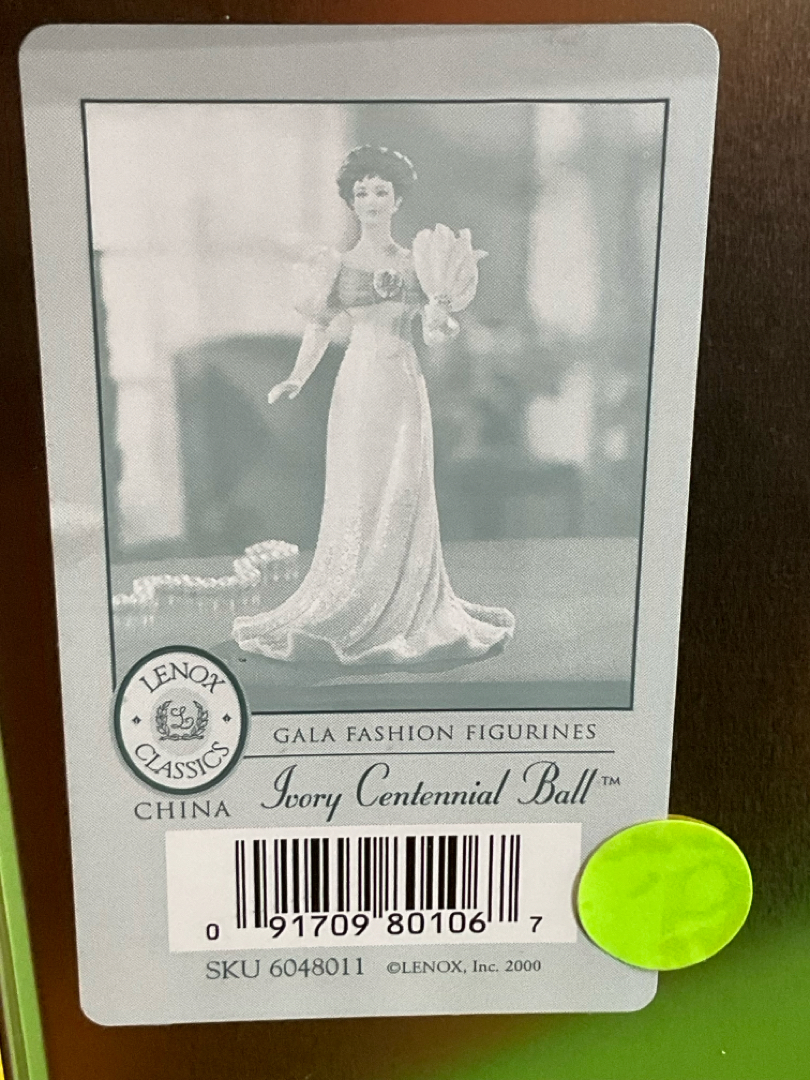 LENOX
L
CLASSICS
GALA FASHION FIGURINES
Ivory Centennial Ball™
CHINA
0 91709 80106 7
SKU 6048011 ©LENOX, Inc. 2000